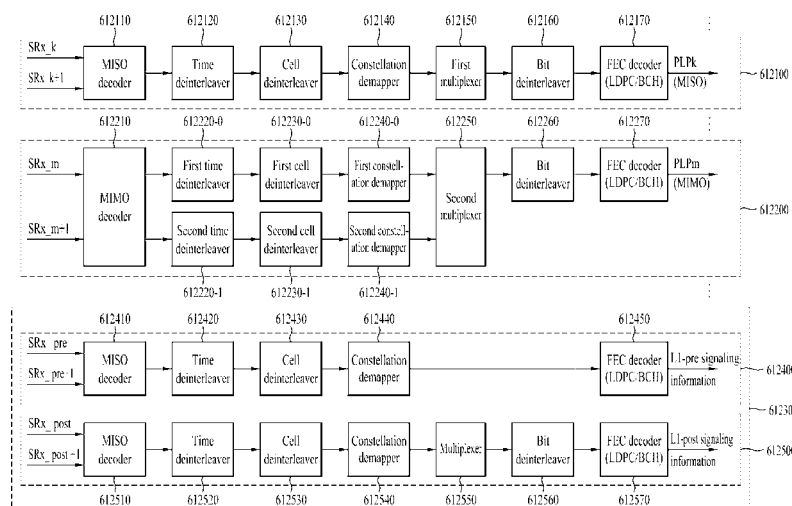 612110 612120 612130 612140 612150 612160 612170
SRx_k
SRx_k+1
MISO
decoder
Time
deinterleaver
Cell
deinterleaver
Constellation
demapper
First
multiplexer
Bit
deinterleaver
FEC decoder
(LDPC/BCH)
PLPk
(MISO)
612100
612210 612220-0 612230-0 612240-0 612250 612260 612270
SRx_m
SRx_m+1
MIMO
decoder
First time
deinterleaver
First cell
deinterleaver
First constell-
ation demapper
Second
multiplexer
Bit
deinterleaver
FEC decoder
(LDPC/BCH)
PLPm
(MIMO)
612200
Second time
deinterleaver
Second cell
deinterleaver
Second constell-
ation demapper
612220-1 612230-1 612240-1
612410 612420 612430 612440 612450
SRx_pre
SRx_pre+1
MISO
decoder
Time
deinterleaver
Cell
deinterleaver
Constellation
demapper
FEC decoder
(LDPC/BCH)
L1-pre signaling
information
61240
61230
SRx_post
SRx_post+1
MISO
decoder
Time
deinterleaver
Cell
deinterleaver
Constellation
demapper
Multiplexer
Bit
deinterleaver
FEC decoder
(LDPC/BCH)
L1-post signaling
information
61250
612510 612520 612530 612540 612550 612560 612570